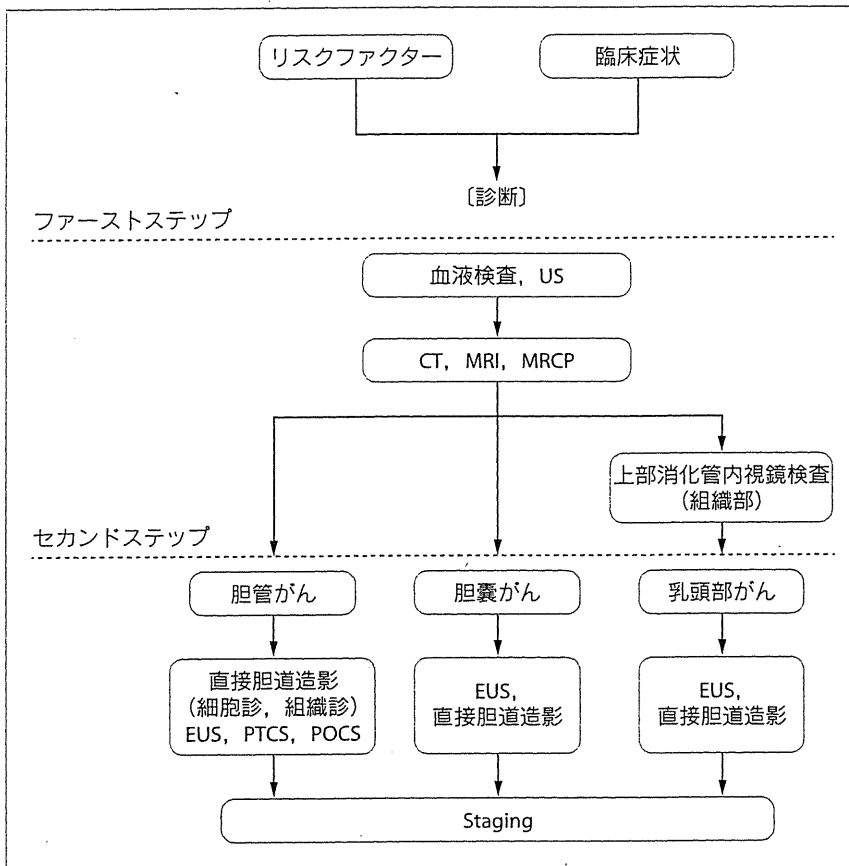 リスクファクター
臨床症状
〔診断〕
ファーストステップ
血液検査，US
CT，MRI，MRCP
上部消化管内視鏡検査
(組織部)
セカンドステップ
胆管がん
胆嚢がん
乳頭部がん
直接胆道造影
(細胞診，組織診)
EUS，PTCS，POCS
EUS，
直接胆道造影
EUS，
直接胆道造影
Staging